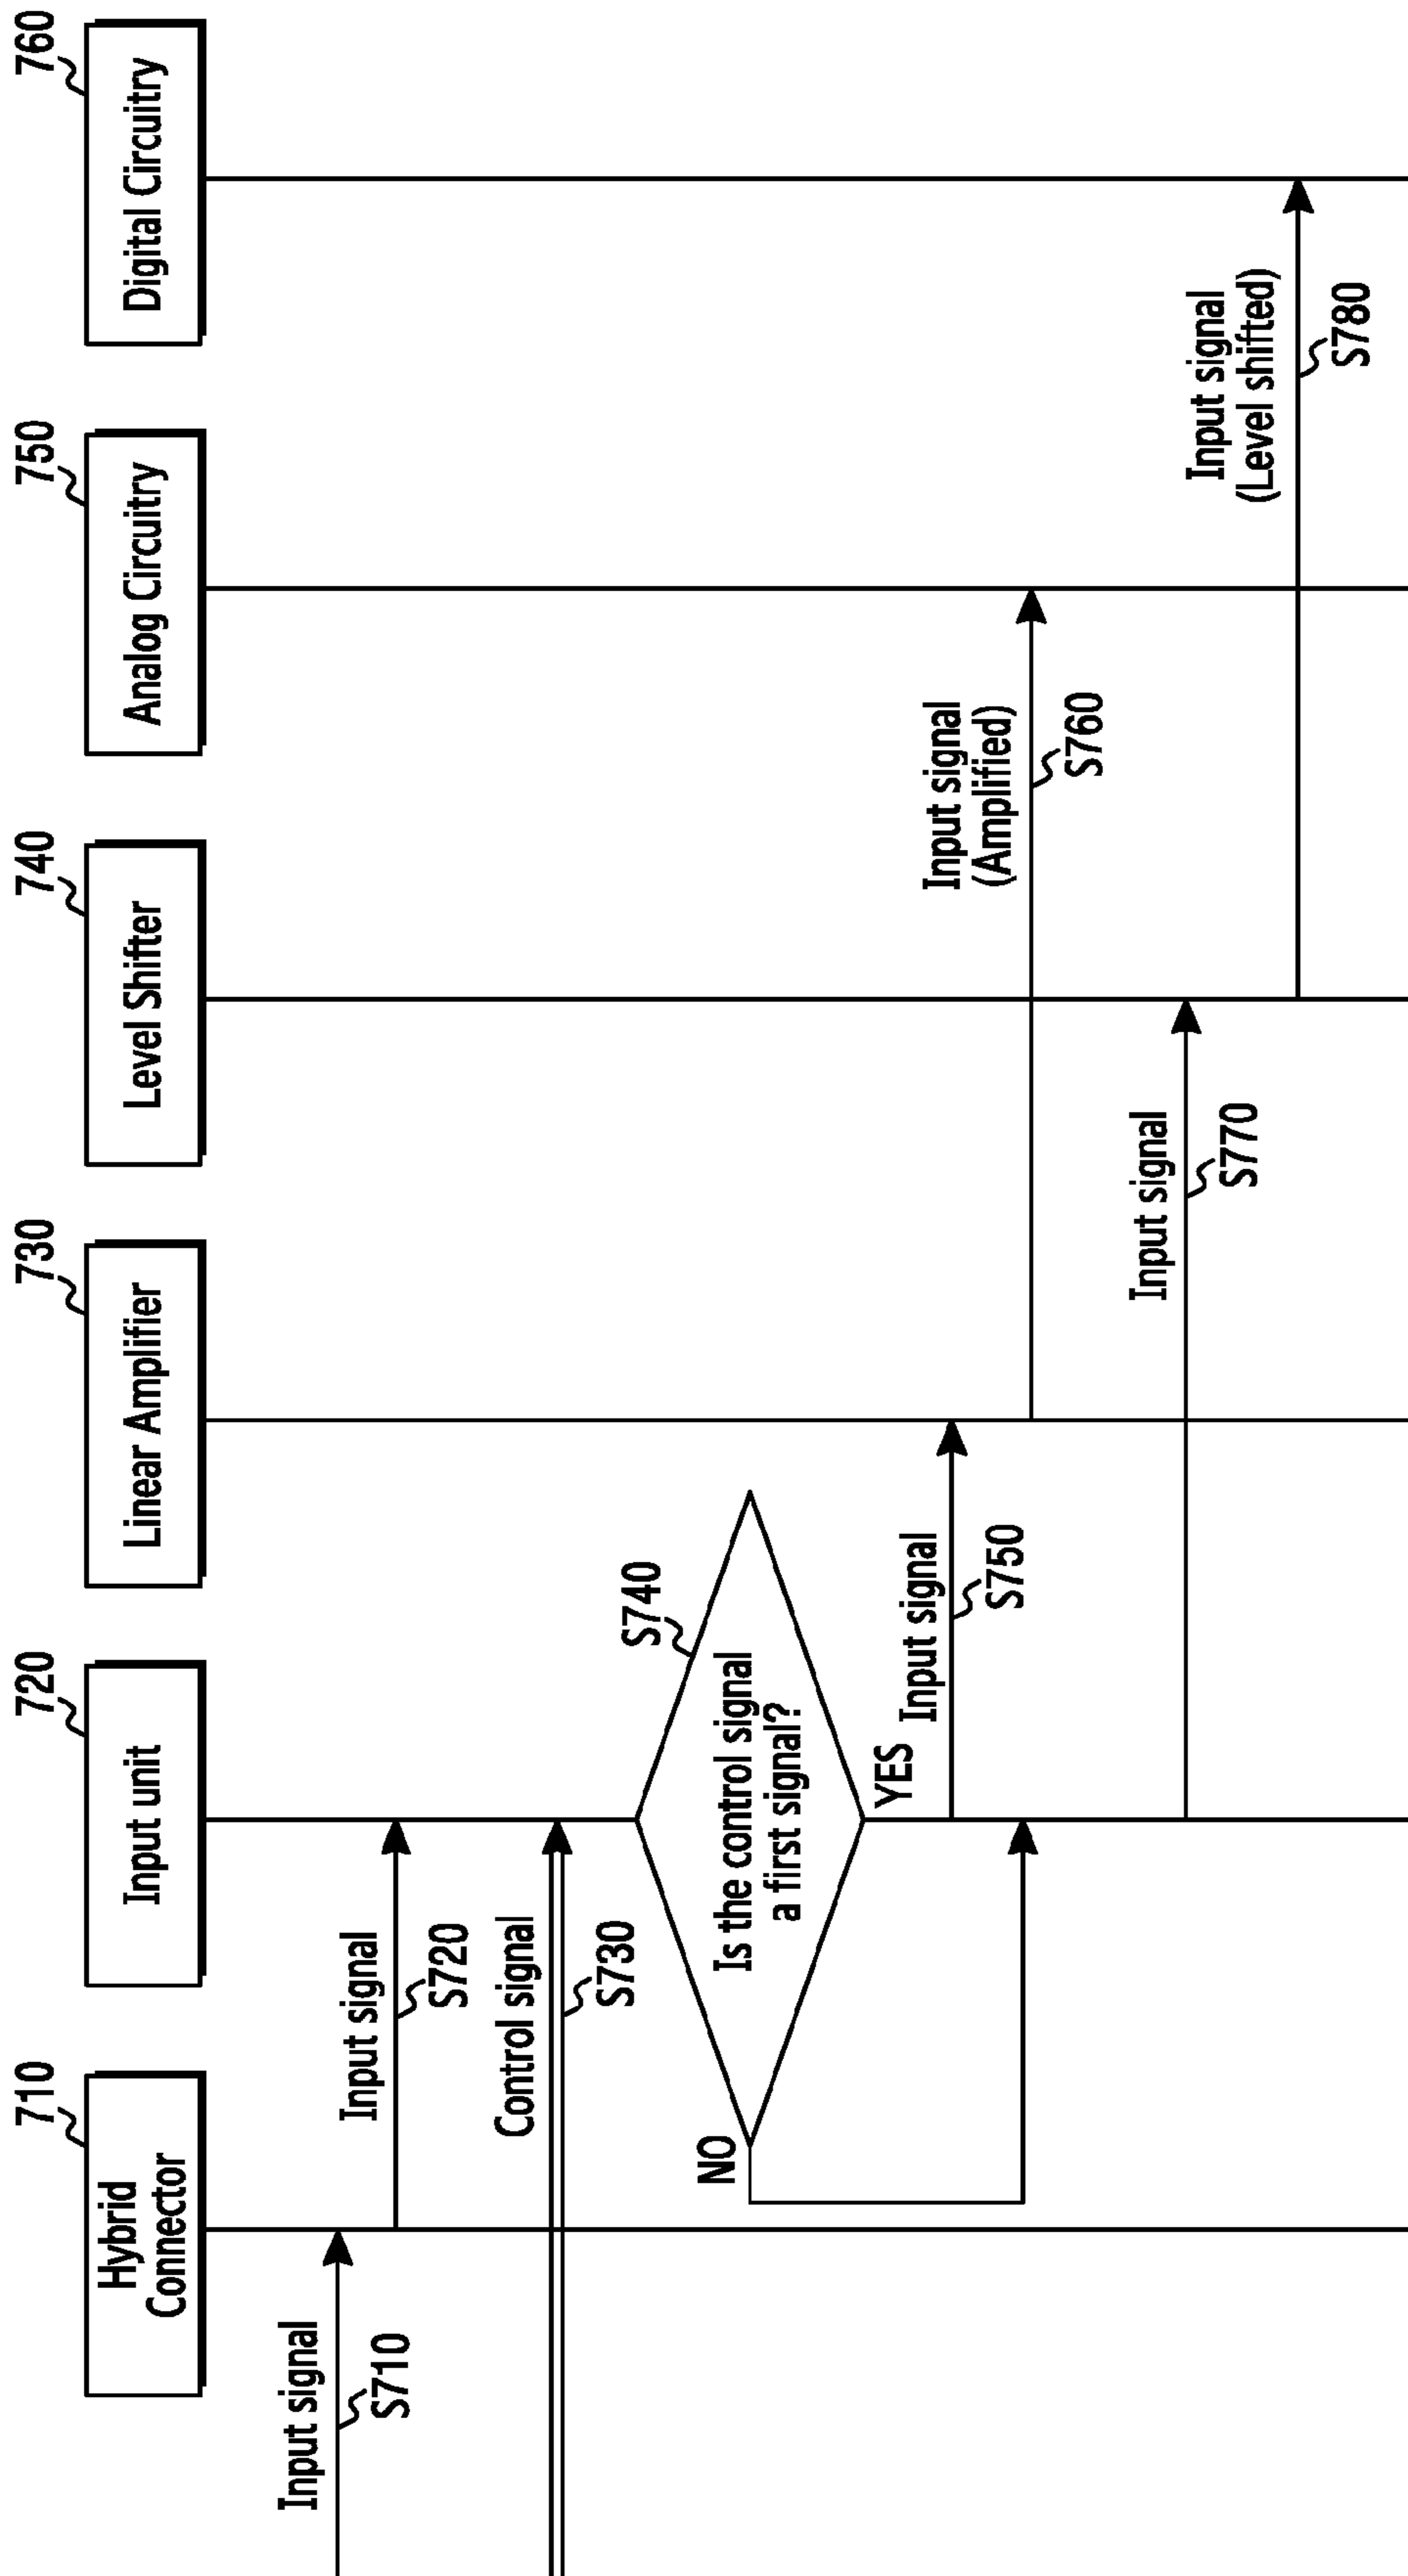 710
720
730
740
750
760
Hybrid
Connector
Input unit
Linear Amplifier
Level Shifter
Analog Circuitry
Digital Circuitry
Input signal
S710
Input signal
S720
Control signal
S730
S740
Is the control signal
a first signal?
NO
YES
Input signal
S750
Input signal
(Amplified)
S760
Input signal
S770
Input signal
(Level shifted)
S780